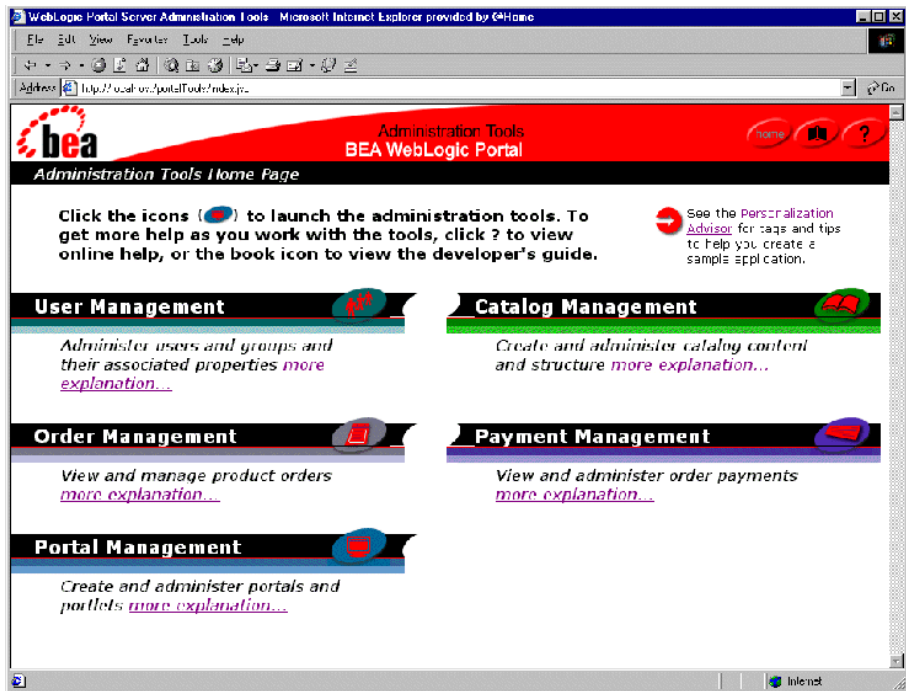 WebLogic Portal Server Administration Tools Microsoft Internet Explorer provided by @Home
File Edit View Favorites Tools Help
Address
Go
bea
Administration Tools
BEA WebLogic Portal
home
?
Administration Tools Home Page
Click the icons ( ) to launch the administration tools. To
get more help as you work with the tools, click ? to view
online help, or the book icon to view the developer's guide.
See the Personalization
Advisor for tags and tips
to help you create a
sample application.
User Management
Administer users and groups and
their associated properties more
explanation...
Catalog Management
Create and administer catalog content
and structure more explanation...
Order Management
View and manage product orders
more explanation...
Payment Management
View and administer order payments
more explanation...
Portal Management
Create and administer portals and
portlets more explanation...
Internet